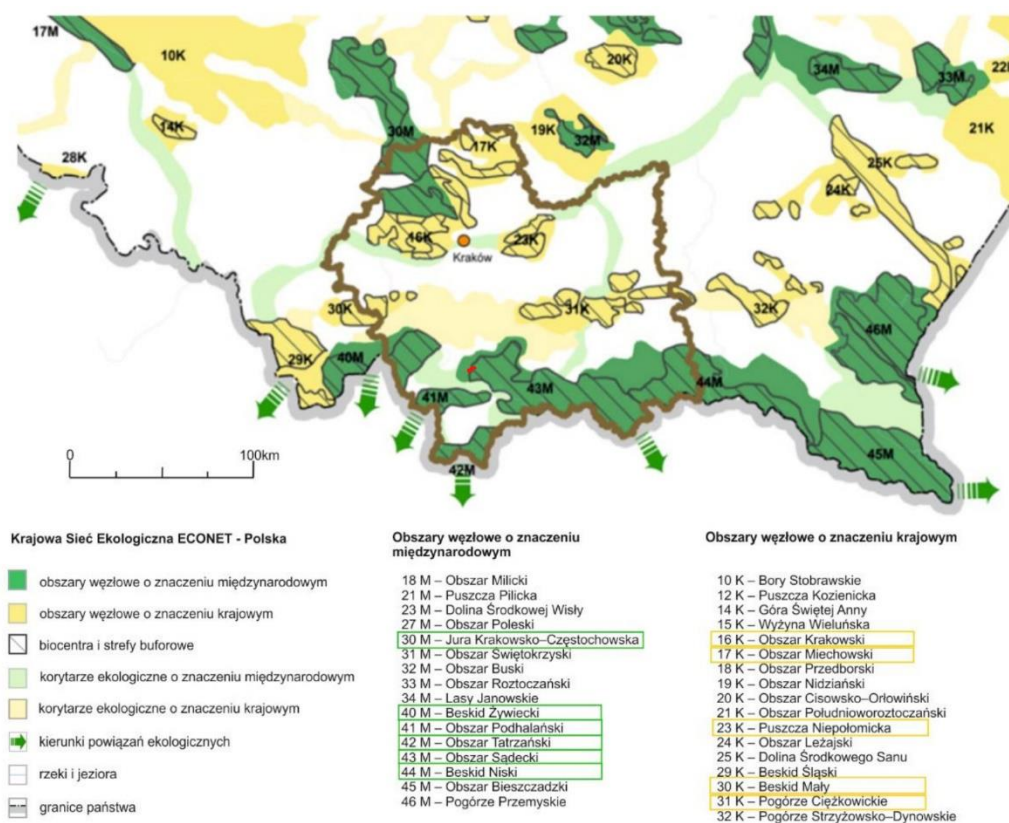 17M
10K
20K
34M
33M
22K
14K
30M
17K
19K
32M
21K
28K
25K
24K
16K
Kraków
23K
30K
31K
32K
46M
29K
40M
41M
43M
44M
42M
45M
0
100km
Krajowa Sieć Ekologiczna ECONET - Polska
obszary węzłowe o znaczeniu międzynarodowym
obszary węzłowe o znaczeniu krajowym
biocentra i strefy buforowe
korytarze ekologiczne o znaczeniu międzynarodowym
korytarze ekologiczne o znaczeniu krajowym
kierunki powiązań ekologicznych
rzeki i jeziora
granice państwa
Obszary węzłowe o znaczeniu
międzynarodowym
18 M – Obszar Milicki
21 M – Puszcza Pilicka
23 M – Dolina Środkowej Wisły
27 M – Obszar Poleski
30 M – Jura Krakowsko–Częstochowska
31 M – Obszar Świętokrzyski
32 M – Obszar Buski
33 M – Obszar Roztoczański
34 M – Lasy Janowskie
40 M – Beskid Żywiecki
41 M – Obszar Podhalański
42 M – Obszar Tatrzański
43 M – Obszar Sądecki
44 M – Beskid Niski
45 M – Obszar Bieszczadzki
46 M – Pogórze Przemyskie
Obszary węzłowe o znaczeniu krajowym
10 K – Bory Stobrawskie
12 K – Puszcza Kozienicka
14 K – Góra Świętej Anny
15 K – Wyżyna Wieluńska
16 K – Obszar Krakowski
17 K – Obszar Miechowski
18 K – Obszar Przedborski
19 K – Obszar Nidziański
20 K – Obszar Cisowsko–Orłowiński
21 K – Obszar Południoworoztoczański
23 K – Puszcza Niepołomicka
24 K – Obszar Leżajski
25 K – Dolina Środkowego Sanu
29 K – Beskid Śląski
30 K – Beskid Mały
31 K – Pogórze Ciężkowickie
32 K – Pogórze Strzyżowsko–Dynowskie